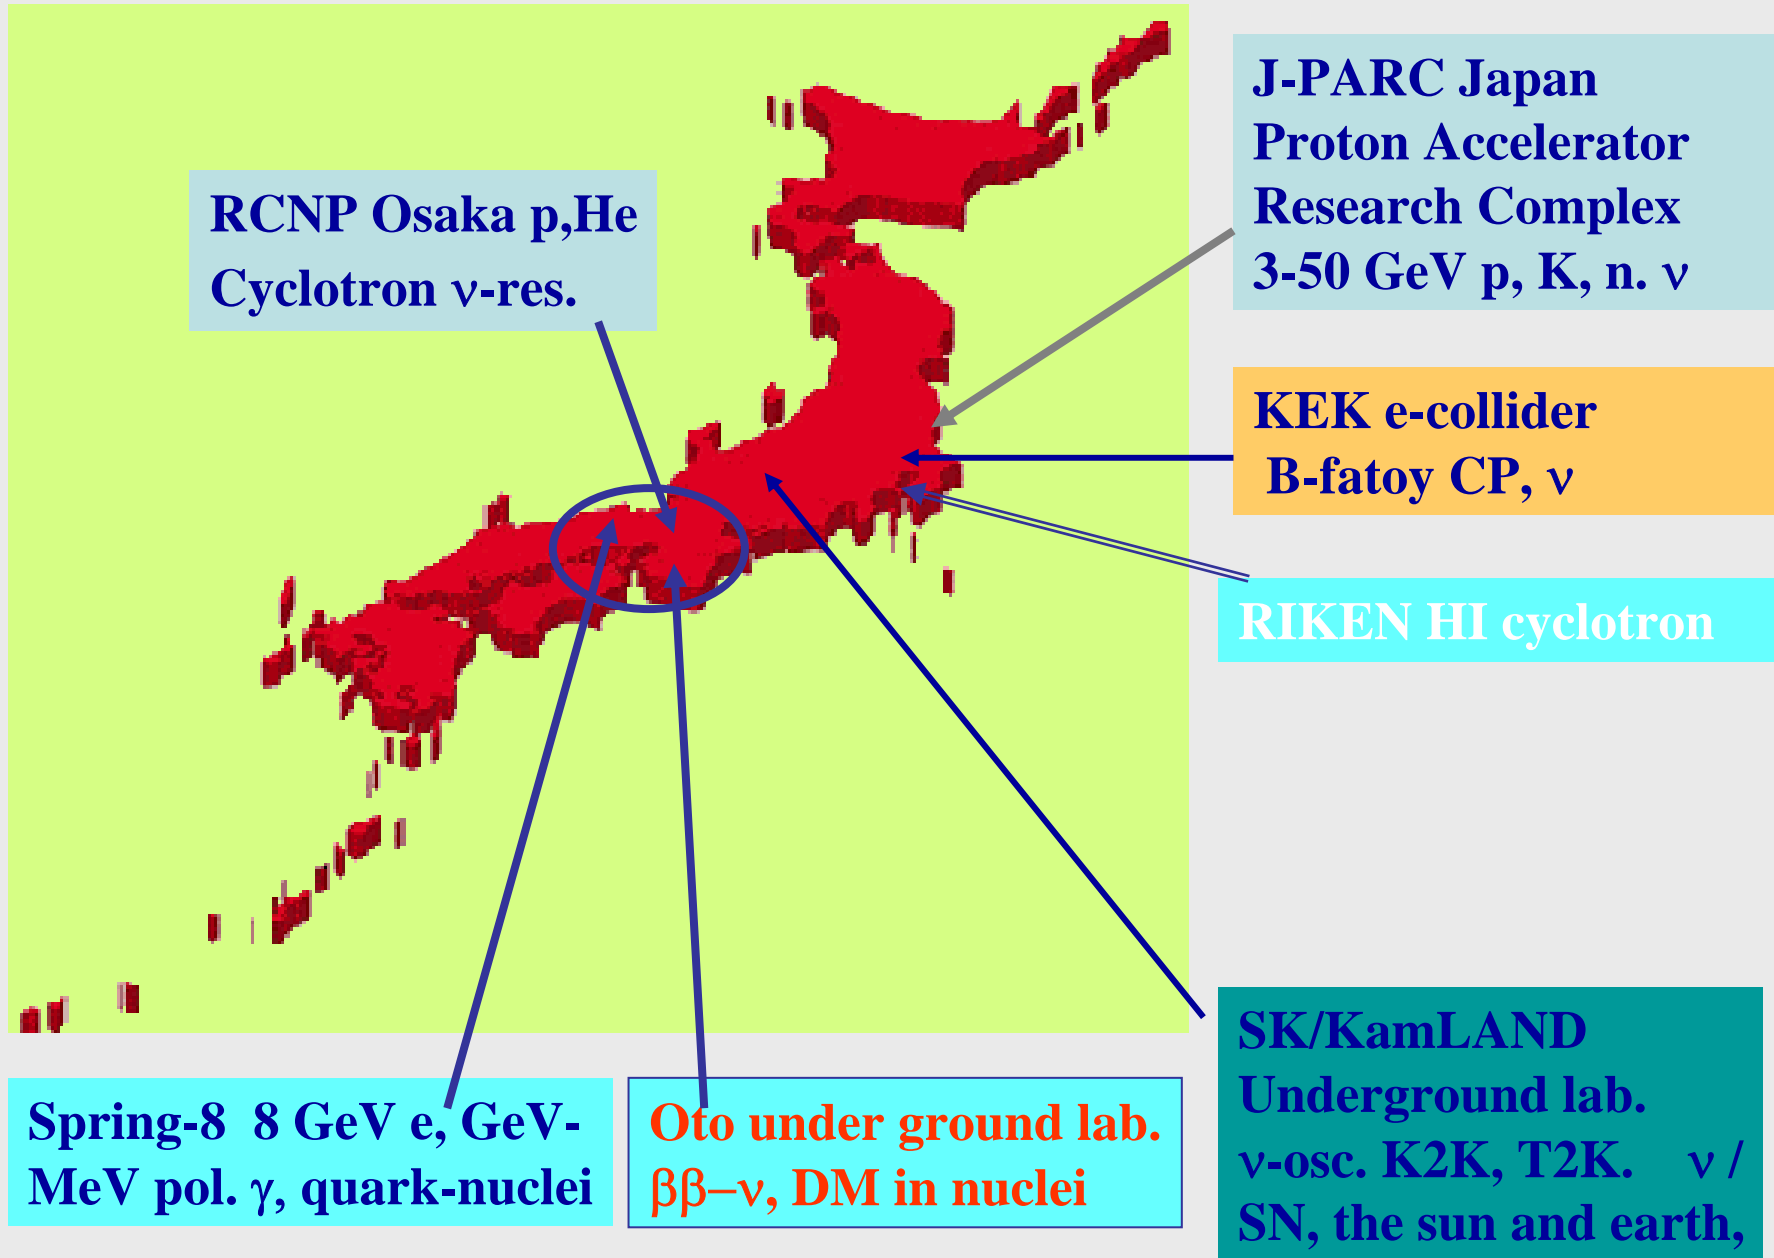 J-PARC Japan
Proton Accelerator
Research Complex
3-50 GeV p, K, n. ν
RCNP Osaka p,He
Cyclotron ν-res.
KEK e-collider
B-fatoy CP, ν
RIKEN HI cyclotron
SK/KamLAND
Underground lab.
ν-osc. K2K, T2K. ν /
SN, the sun and earth,
Spring-8 8 GeV e, GeV-
MeV pol. γ, quark-nuclei
Oto under ground lab.
ββ–ν, DM in nuclei